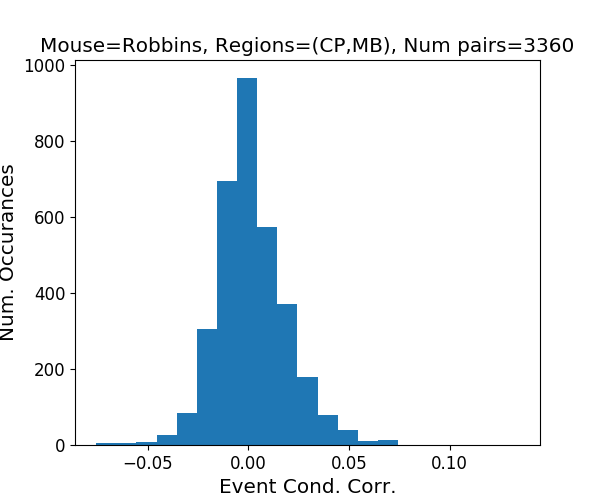 Mouse=Robbins, Regions=(CP,MB), Num pairs=3360
1000
800
600
400
200
0
Num. Occurances
−0.05 0.00 0.05 0.10
Event Cond. Corr.